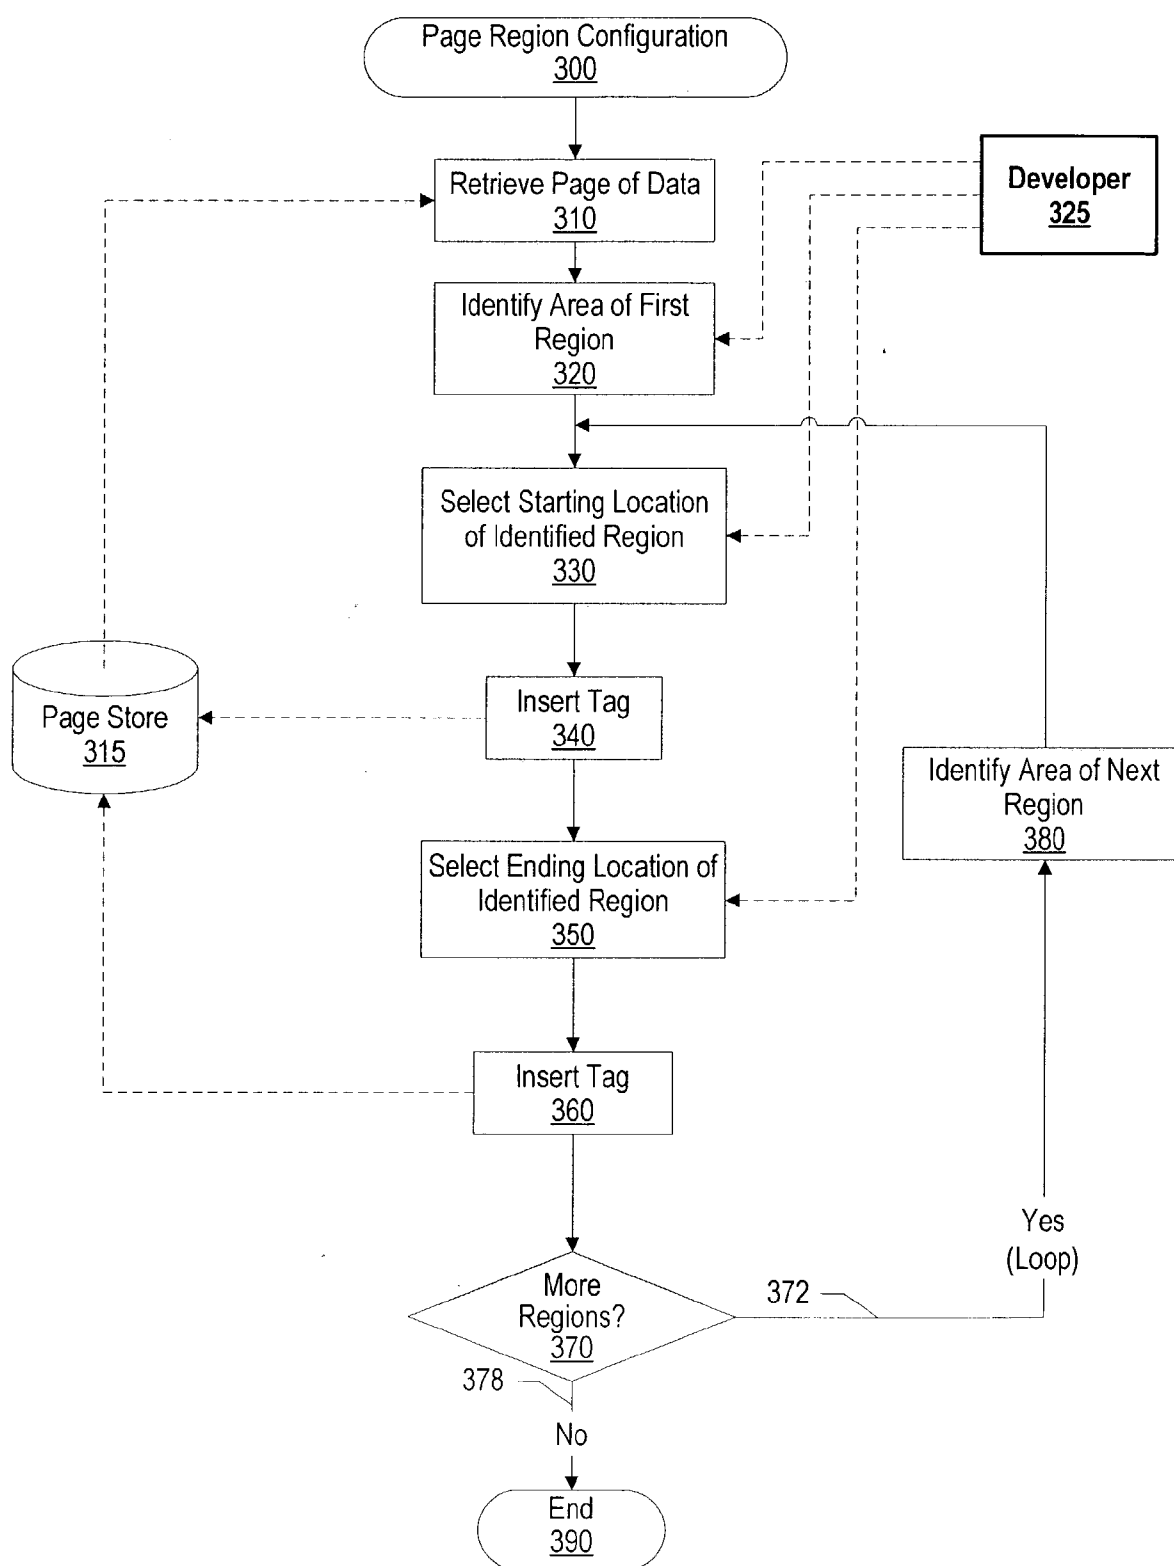 Page Region Configuration
300
Retrieve Page of Data
310
Developer
325
Identify Area of First
Region
320
Select Starting Location
of Identified Region
330
Insert Tag
340
Page Store
315
Identify Area of Next
Region
380
Select Ending Location of
Identified Region
350
Insert Tag
360
Yes
(Loop)
More
Regions?
370
372
378
No
End
390